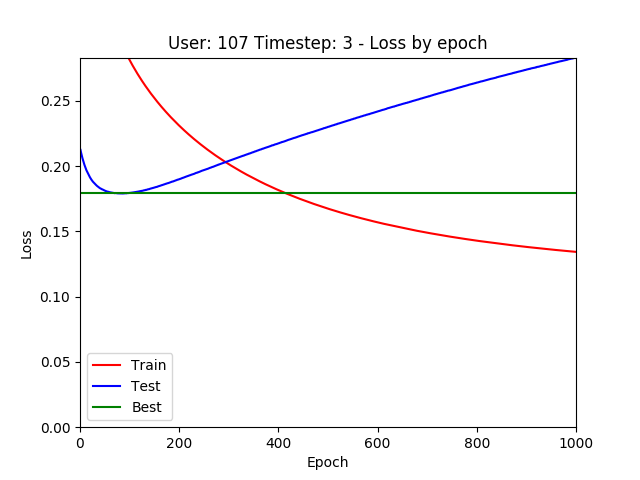 User: 107 Timestep: 3 - Loss by epoch
0.25
0.20
0.15
0.10
0.05
0.00
Loss
Train
Test
Best
0 200 400 600 800 1000
Epoch